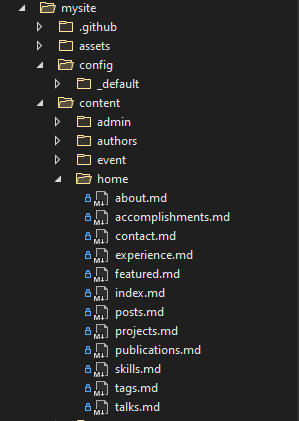 mysite
.github
assets
config
_default
content
admin
authors
event
home
about.md
accomplishments.md
contact.md
experience.md
featured.md
index.md
posts.md
projects.md
publications.md
skills.md
tags.md
talks.md